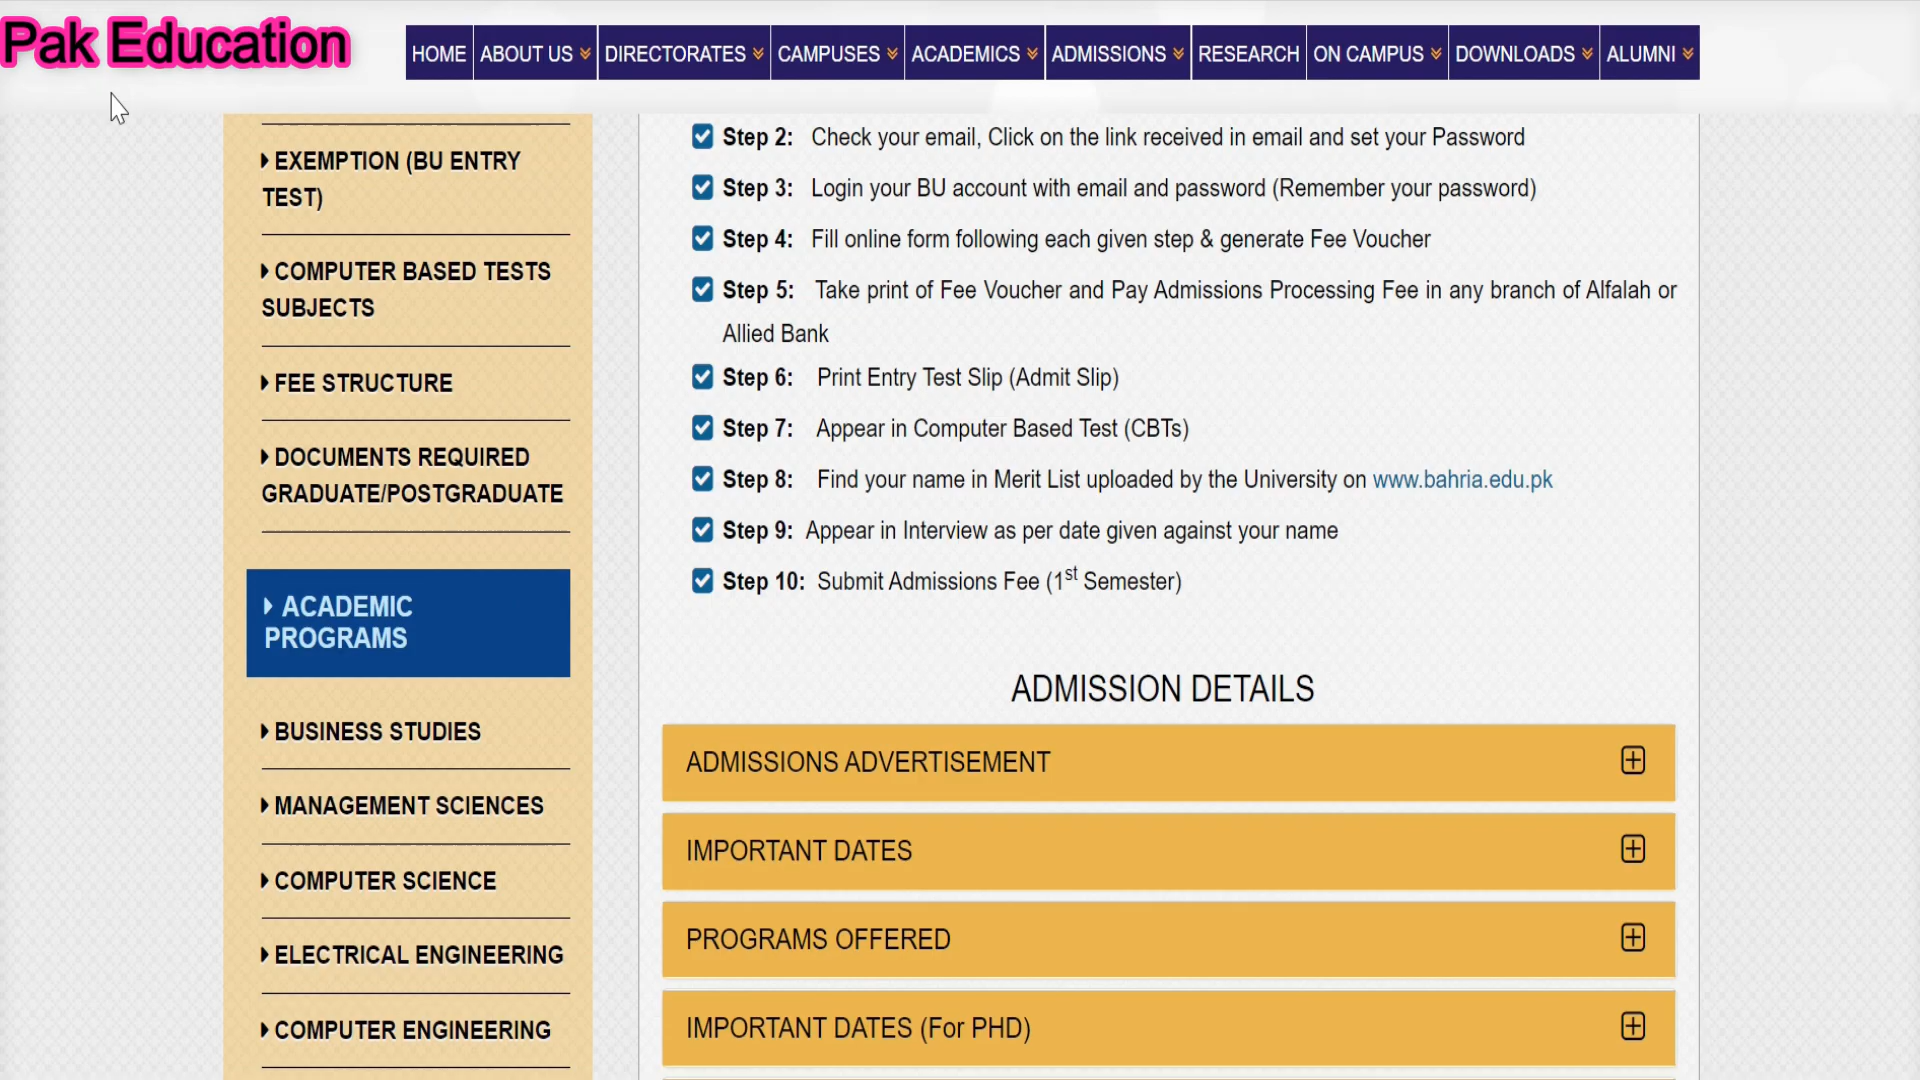 Pak Education
HOME ABOUT US DIRECTORATES CAMPUSES ACADEMICS ADMISSIONS RESEARCH ON CAMPUS DOWNLOADS ALUMNI
EXEMPTION (BU ENTRY
TEST)
COMPUTER BASED TESTS
SUBJECTS
FEE STRUCTURE
DOCUMENTS REQUIRED
GRADUATE/POSTGRADUATE
ACADEMIC
PROGRAMS
BUSINESS STUDIES
MANAGEMENT SCIENCES
COMPUTER SCIENCE
ELECTRICAL ENGINEERING
COMPUTER ENGINEERING
Step 2: Check your email, Click on the link received in email and set your Password
Step 3: Login your BU account with email and password (Remember your password)
Step 4: Fill online form following each given step & generate Fee Voucher
Step 5: Take print of Fee Voucher and Pay Admissions Processing Fee in any branch of Alfalah or
Allied Bank
Step 6: Print Entry Test Slip (Admit Slip)
Step 7: Appear in Computer Based Test (CBTs)
Step 8: Find your name in Merit List uploaded by the University on www.bahria.edu.pk
Step 9: Appear in Interview as per date given against your name
Step 10: Submit Admissions Fee (1st Semester)
ADMISSION DETAILS
ADMISSIONS ADVERTISEMENT
IMPORTANT DATES
PROGRAMS OFFERED
IMPORTANT DATES (For PHD)